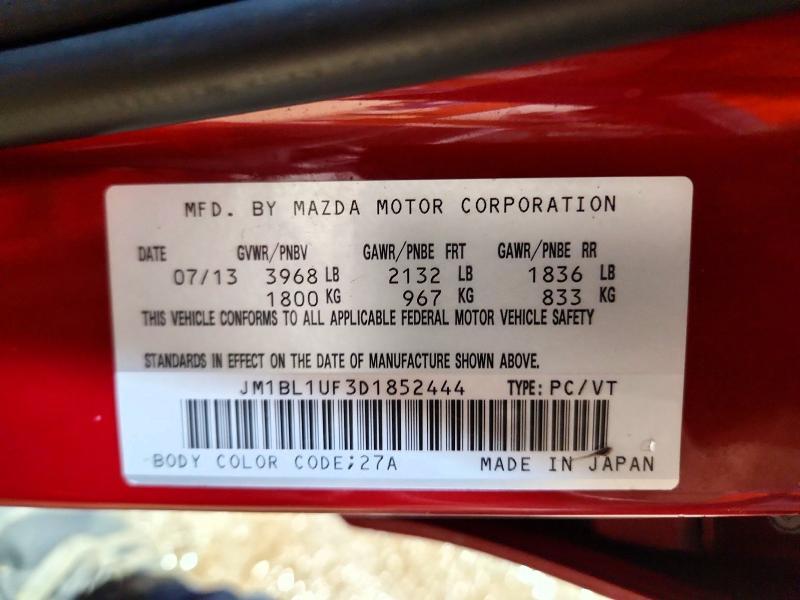 MFD. BY MAZDA MOTOR CORPORATION
DATE GVWR/PNBV GAWR/PNBE FRT GAWR/PNBE RR
07/13 3968 LB 2132 LB 1836 LB
1800 KG 967 KG 833 KG
THIS VEHICLE CONFORMS TO ALL APPLICABLE FEDERAL MOTOR VEHICLE SAFETY
STANDARDS IN EFFECT ON THE DATE OF MANUFACTURE SHOWN ABOVE.
JM1BL1UF3D1852444 TYPE: PC/VT
BODY COLOR CODE;27A MADE IN JAPAN